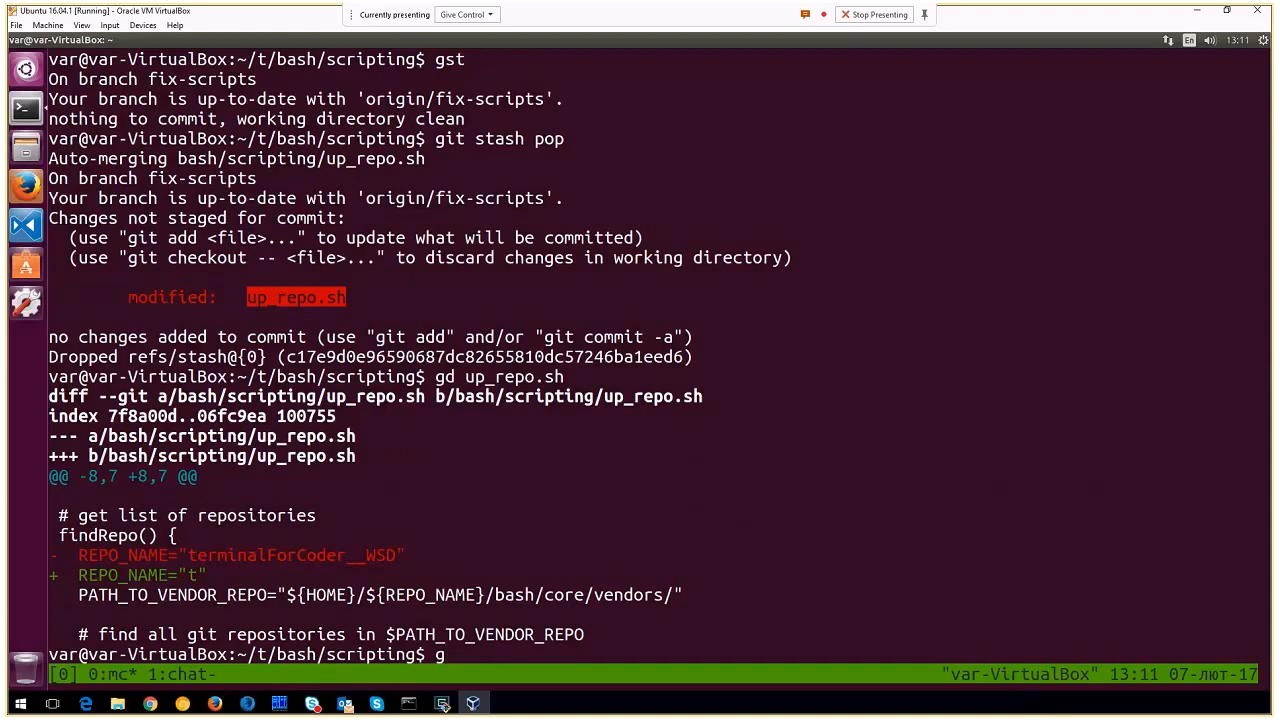 Ubuntu 16.04.1 [Running] - Oracle VM VirtualBox
File Machine View Input Devices Help
Currently presenting Give Control Stop Presenting
var@var-VirtualBox: ~ En 13:11
var@var-VirtualBox:~/t/bash/scripting$ gst
On branch fix-scripts
Your branch is up-to-date with 'origin/fix-scripts'.
nothing to commit, working directory clean
var@var-VirtualBox:~/t/bash/scripting$ git stash pop
Auto-merging bash/scripting/up_repo.sh
On branch fix-scripts
Your branch is up-to-date with 'origin/fix-scripts'.
Changes not staged for commit:
  (use "git add <file>..." to update what will be committed)
  (use "git checkout -- <file>..." to discard changes in working directory)
        modified:   up_repo.sh
no changes added to commit (use "git add" and/or "git commit -a")
Dropped refs/stash@{0} (c17e9d0e96590687dc82655810dc57246ba1eed6)
var@var-VirtualBox:~/t/bash/scripting$ gd up_repo.sh
diff --git a/bash/scripting/up_repo.sh b/bash/scripting/up_repo.sh
index 7f8a00d..06fc9ea 100755
--- a/bash/scripting/up_repo.sh
+++ b/bash/scripting/up_repo.sh
@@ -8,7 +8,7 @@
 # get list of repositories
 findRepo() {
-  REPO_NAME="terminalForCoder__WSD"
+  REPO_NAME="t"
   PATH_TO_VENDOR_REPO="${HOME}/${REPO_NAME}/bash/core/vendors/"
   # find all git repositories in $PATH_TO_VENDOR_REPO
var@var-VirtualBox:~/t/bash/scripting$ g
[0] 0:mc* 1:chat- "var-VirtualBox" 13:11 07-лют-17